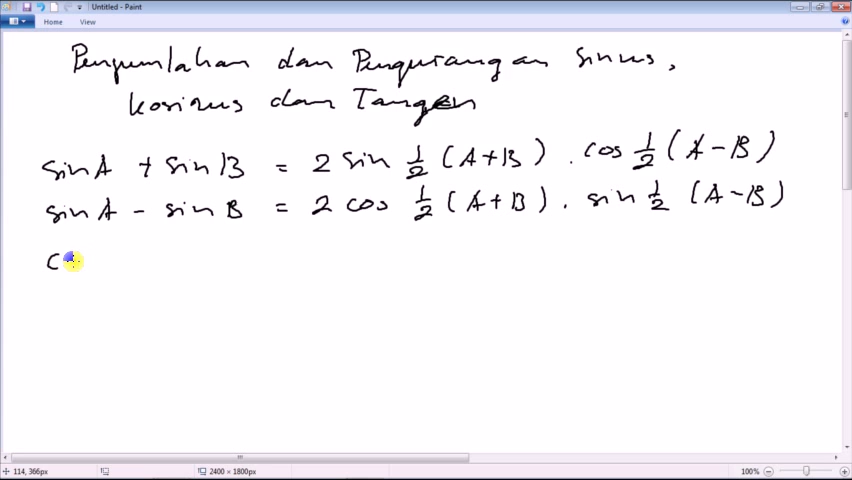 Untitled - Paint
Home View
Penjumlahan dan Pengurangan sinus,
kosinus dan Tangen
sin A + sin B = 2 sin 1/2 (A+B) . cos 1/2 (A-B)
sin A - sin B = 2 cos 1/2 (A+B) . sin 1/2 (A-B)
c
114, 366px 2400 × 1800px 100%